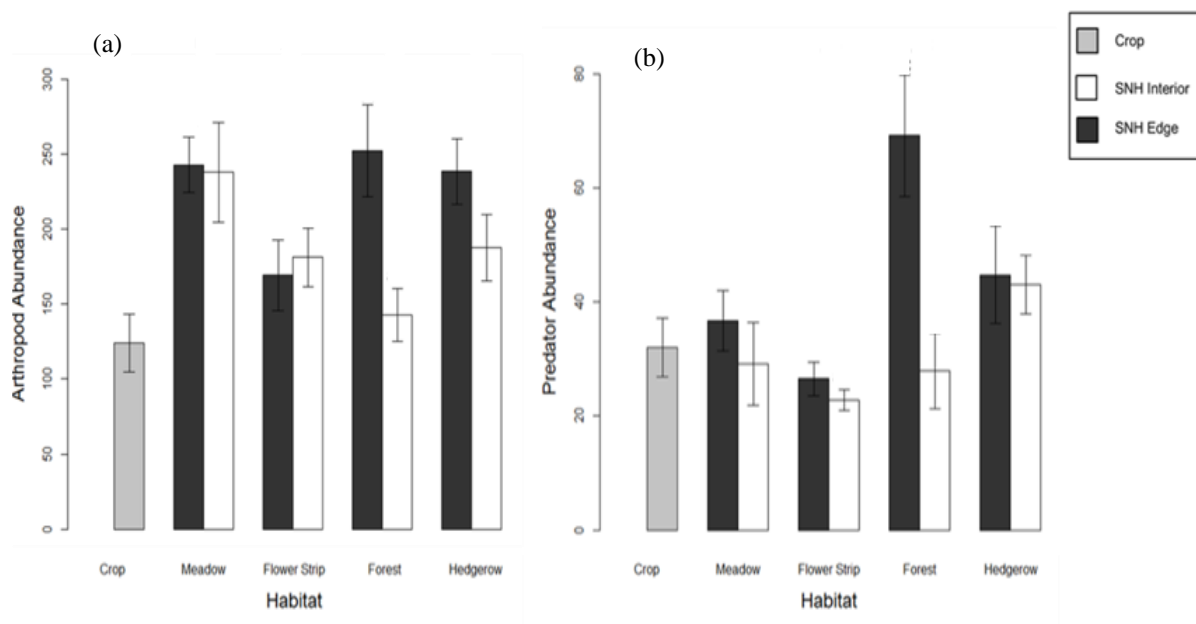 (a)
300
250
200
150
100
50
0
Arthropod Abundance
Crop Meadow Flower Strip Forest Hedgerow
Habitat
(b)
80
60
40
20
0
Predator Abundance
Crop Meadow Flower Strip Forest Hedgerow
Habitat
Crop
SNH Interior
SNH Edge